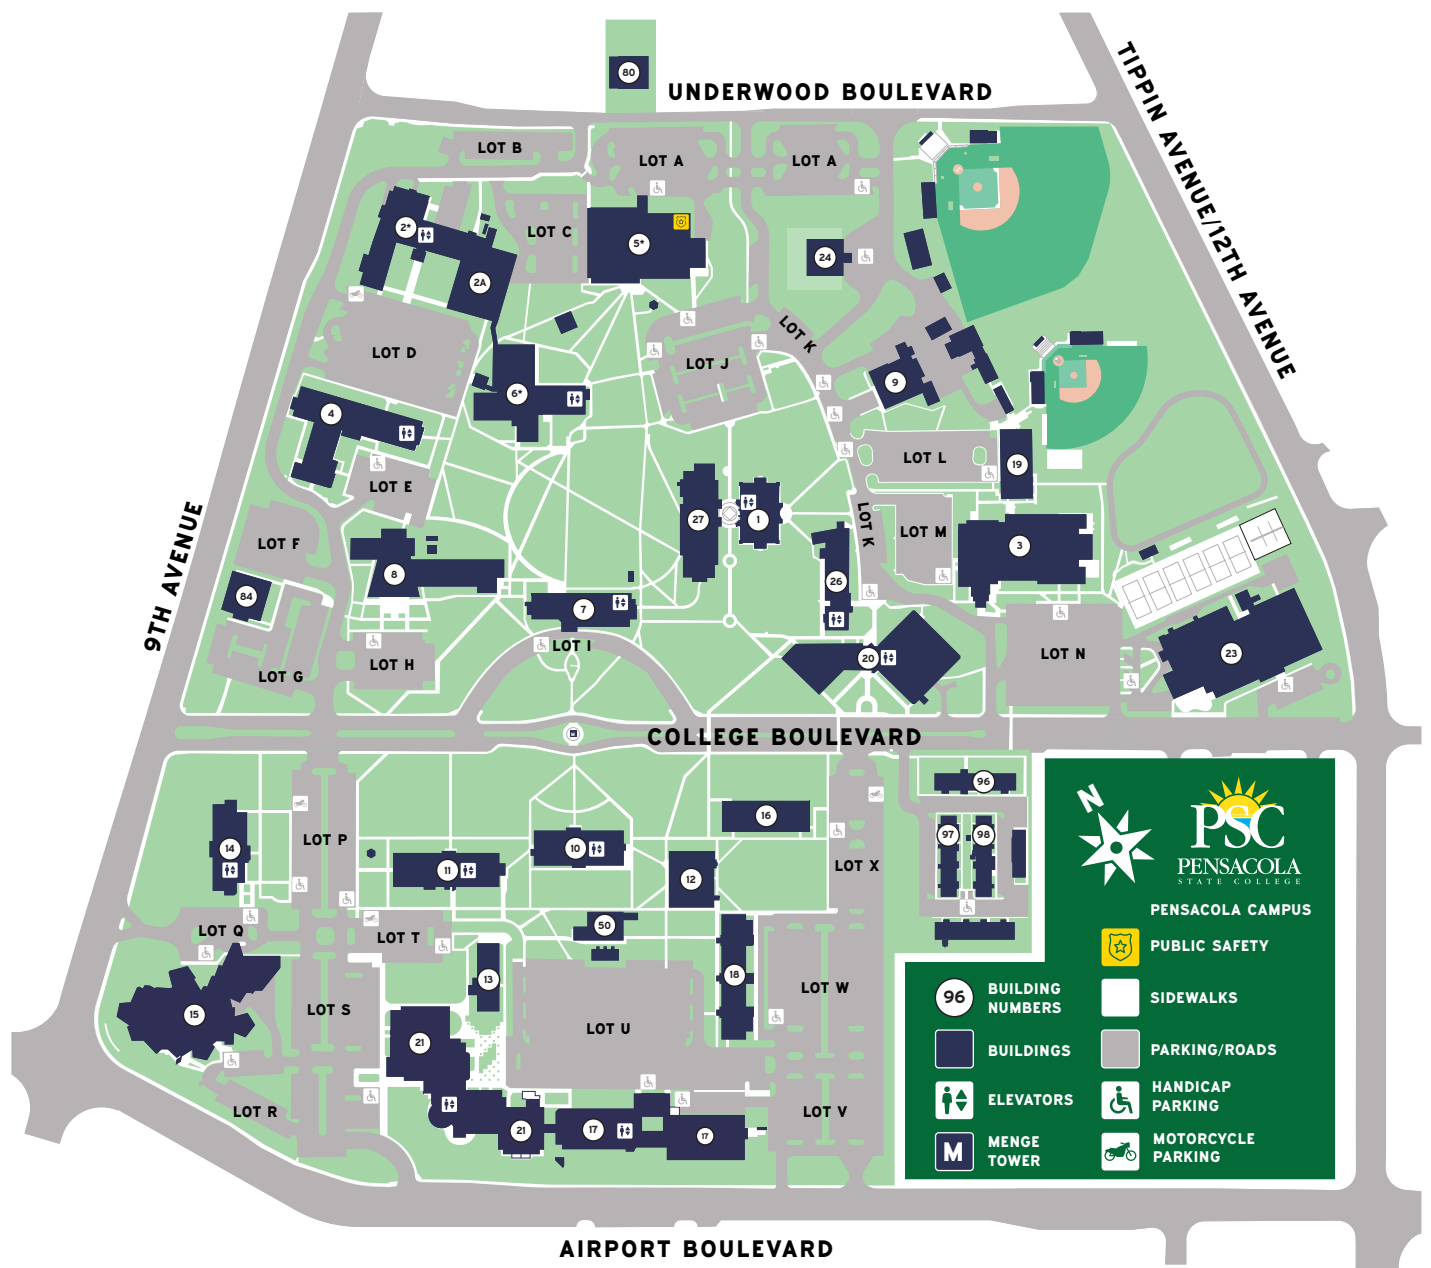 80
UNDERWOOD BOULEVARD
TIPPIN AVENUE/12TH AVENUE
LOT B
LOT A
LOT A
2*
LOT C
5*
24
2A
LOT K
LOT D
LOT J
9
6*
4
LOT L
19
LOT E
27
1
LOT K
LOT M
3
LOT F
8
26
84
7
9TH AVENUE
LOT I
LOT H
20
LOT N
23
LOT G
COLLEGE BOULEVARD
M
96
16
97
98
14
LOT P
10
11
LOT X
12
50
LOT Q
LOT T
18
13
LOT W
15
LOT S
LOT U
21
LOT R
LOT V
21
17
17
AIRPORT BOULEVARD
N
PSC
PENSACOLA
STATE COLLEGE
PENSACOLA CAMPUS
PUBLIC SAFETY
96
BUILDING
NUMBERS
SIDEWALKS
BUILDINGS
PARKING/ROADS
ELEVATORS
HANDICAP
PARKING
M
MENGE
TOWER
MOTORCYCLE
PARKING